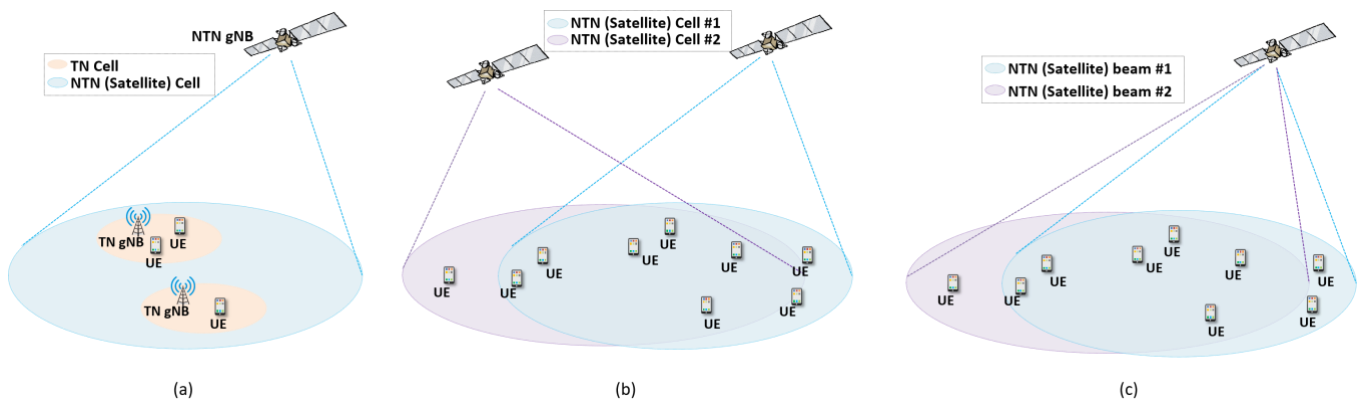 NTN gNB
TN Cell
NTN (Satellite) Cell
TN gNB
UE
UE
TN gNB
UE
(a)
NTN (Satellite) Cell #1
NTN (Satellite) Cell #2
UE
UE
UE
UE
UE
UE
UE
UE
UE
(b)
NTN (Satellite) beam #1
NTN (Satellite) beam #2
UE
UE
UE
UE
UE
UE
UE
UE
UE
(c)